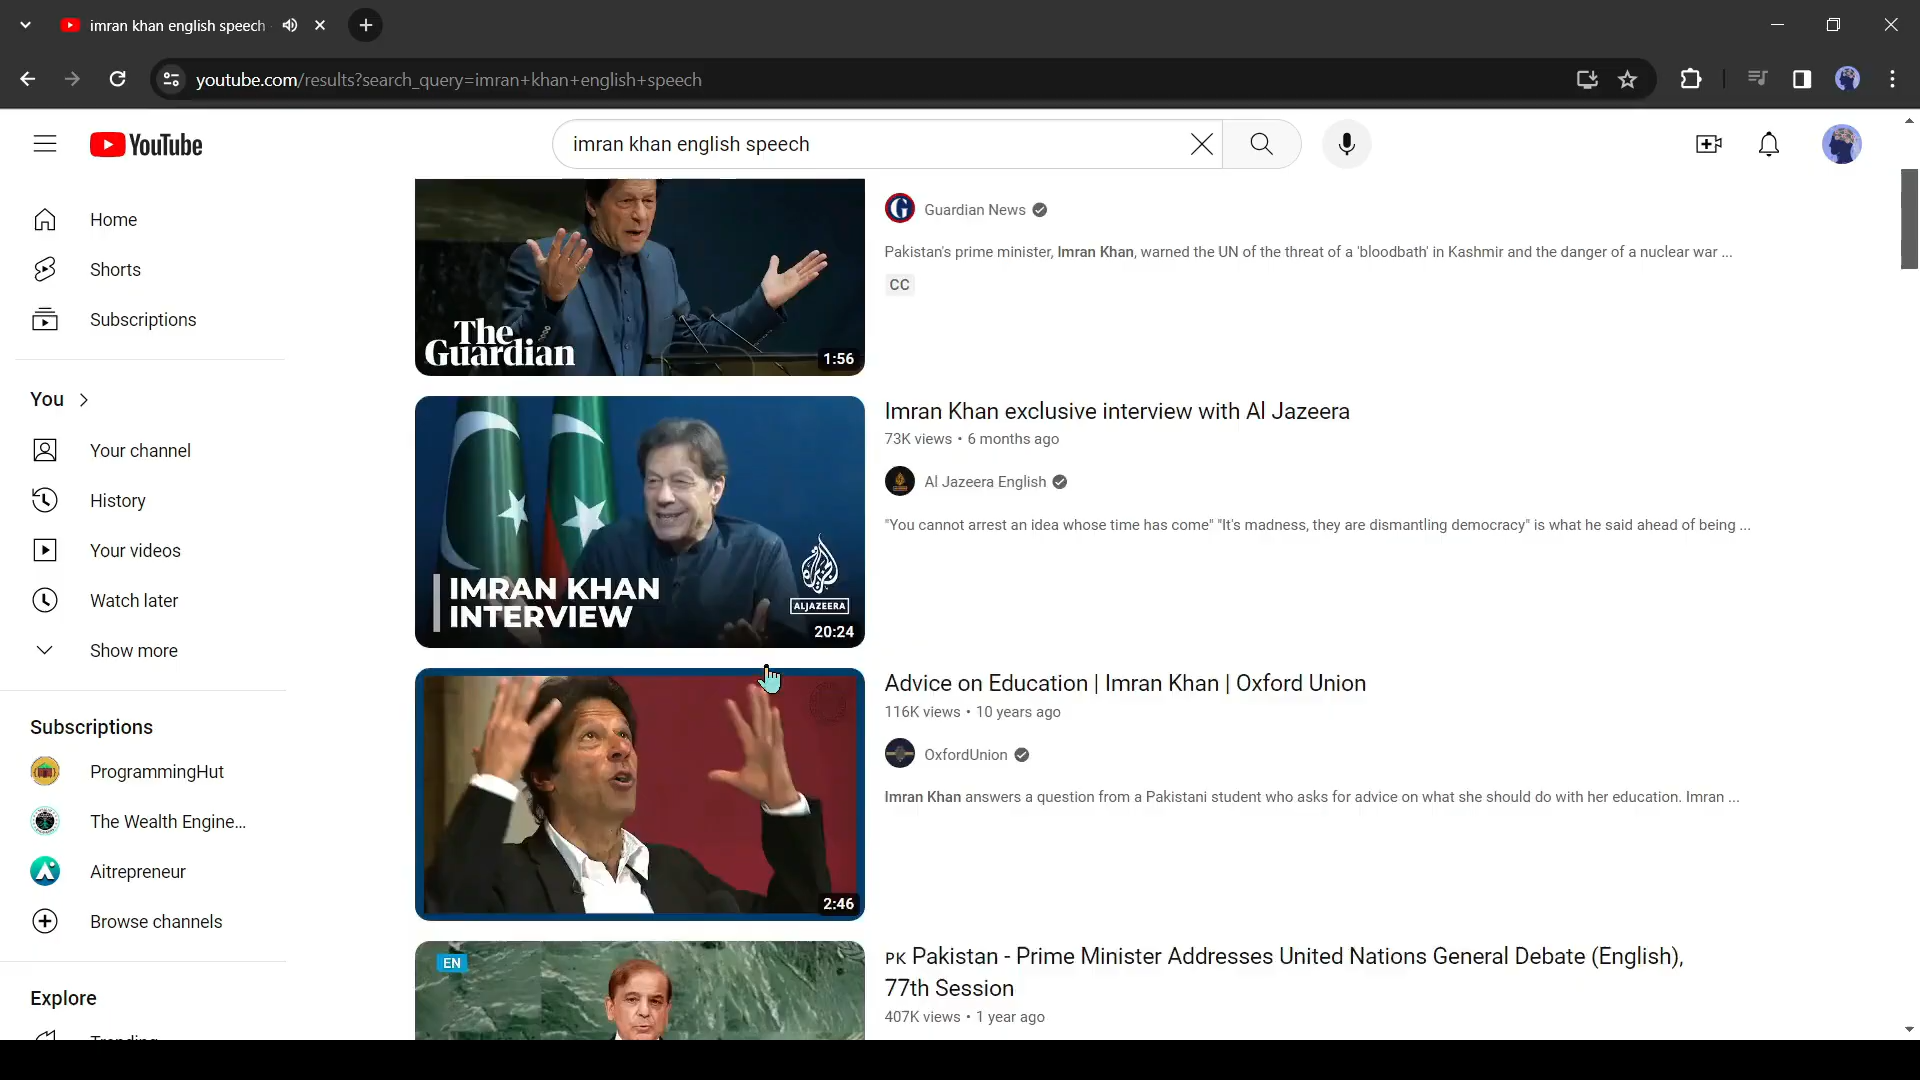 imran khan english speech
youtube.com/results?search_query=imran+khan+english+speech
YouTube
imran khan english speech
Home
Shorts
Subscriptions
You
Your channel
History
Your videos
Watch later
Show more
Subscriptions
ProgrammingHut
The Wealth Engine...
Aitrepreneur
Browse channels
Explore
Trending
The
Guardian
1:56
Guardian News
Pakistan's prime minister, Imran Khan, warned the UN of the threat of a 'bloodbath' in Kashmir and the danger of a nuclear war ...
CC
IMRAN KHAN
INTERVIEW
ALJAZEERA
20:24
Imran Khan exclusive interview with Al Jazeera
73K views • 6 months ago
Al Jazeera English
"You cannot arrest an idea whose time has come" "It's madness, they are dismantling democracy" is what he said ahead of being ...
2:46
Advice on Education | Imran Khan | Oxford Union
116K views • 10 years ago
OxfordUnion
Imran Khan answers a question from a Pakistani student who asks for advice on what she should do with her education. Imran ...
EN
PK Pakistan - Prime Minister Addresses United Nations General Debate (English),
77th Session
407K views • 1 year ago